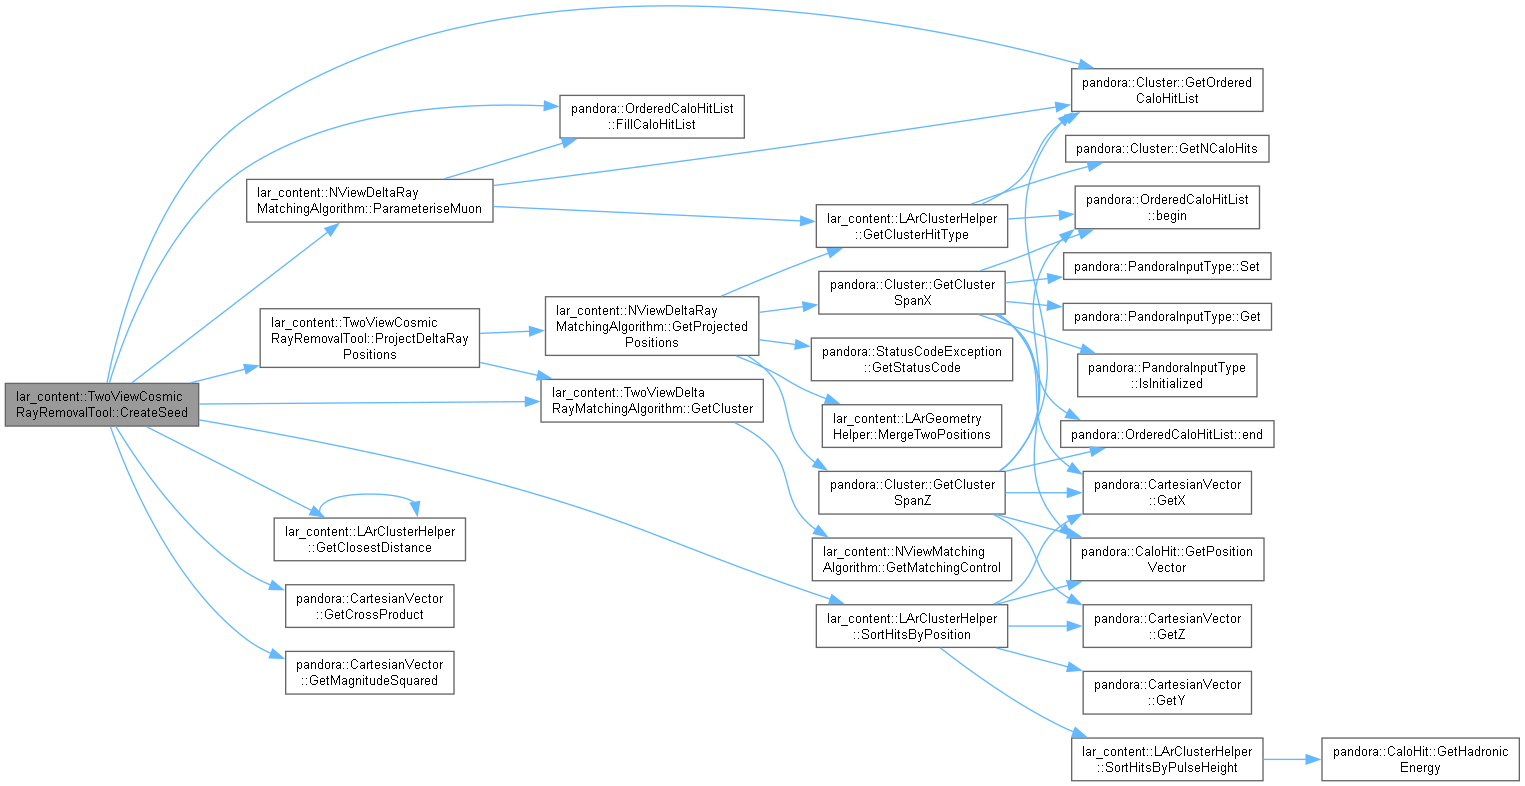 lar_content::TwoViewCosmic
RayRemovalTool::CreateSeed
lar_content::NViewDeltaRay
MatchingAlgorithm::ParameteriseMuon
lar_content::TwoViewCosmic
RayRemovalTool::ProjectDeltaRay
Positions
lar_content::LArClusterHelper
::GetClosestDistance
pandora::CartesianVector
::GetCrossProduct
pandora::CartesianVector
::GetMagnitudeSquared
pandora::OrderedCaloHitList
::FillCaloHitList
lar_content::NViewDeltaRay
MatchingAlgorithm::GetProjected
Positions
lar_content::TwoViewDelta
RayMatchingAlgorithm::GetCluster
lar_content::LArClusterHelper
::GetClusterHitType
pandora::Cluster::GetCluster
SpanX
pandora::StatusCodeException
::GetStatusCode
lar_content::LArGeometry
Helper::MergeTwoPositions
pandora::Cluster::GetCluster
SpanZ
lar_content::NViewMatching
Algorithm::GetMatchingControl
lar_content::LArClusterHelper
::SortHitsByPosition
pandora::Cluster::GetOrdered
CaloHitList
pandora::Cluster::GetNCaloHits
pandora::OrderedCaloHitList
::begin
pandora::PandoraInputType::Set
pandora::PandoraInputType::Get
pandora::PandoraInputType
::IsInitialized
pandora::OrderedCaloHitList::end
pandora::CartesianVector
::GetX
pandora::CaloHit::GetPosition
Vector
pandora::CartesianVector
::GetZ
pandora::CartesianVector
::GetY
lar_content::LArClusterHelper
::SortHitsByPulseHeight
pandora::CaloHit::GetHadronic
Energy